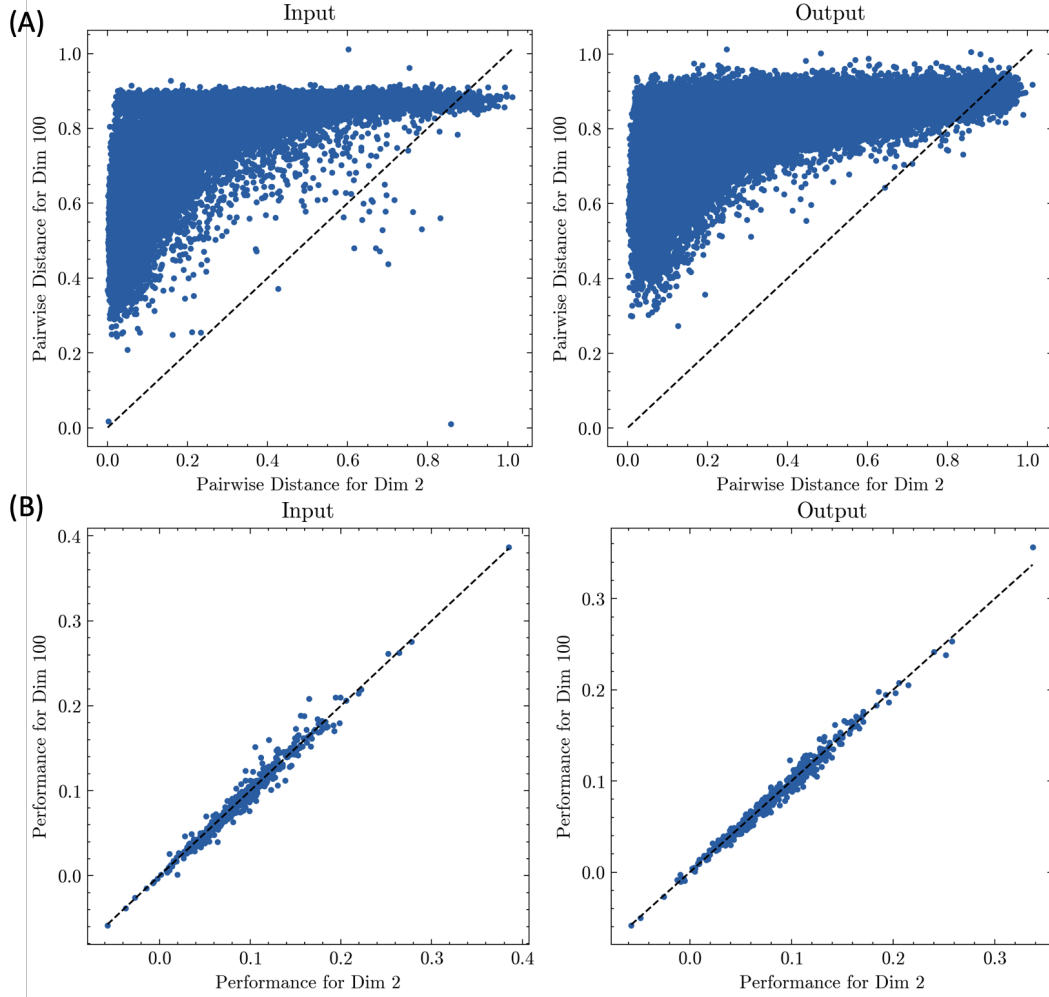 (A)
Input
Pairwise Distance for Dim 100
1.0
0.8
0.6
0.4
0.2
0.0
0.0 0.2 0.4 0.6 0.8 1.0
Pairwise Distance for Dim 2
Output
Pairwise Distance for Dim 100
1.0
0.8
0.6
0.4
0.2
0.0
0.0 0.2 0.4 0.6 0.8 1.0
Pairwise Distance for Dim 2
(B)
Input
Performance for Dim 100
0.4
0.3
0.2
0.1
0.0
0.0 0.1 0.2 0.3 0.4
Performance for Dim 2
Output
Performance for Dim 100
0.3
0.2
0.1
0.0
0.0 0.1 0.2 0.3
Performance for Dim 2